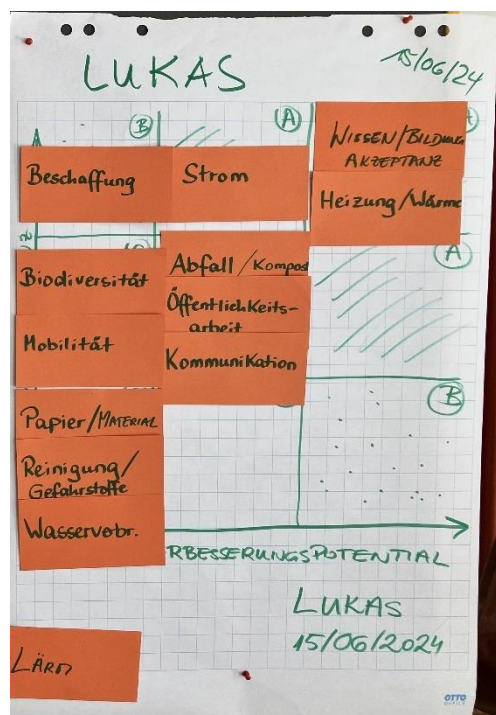 LUKAS
15/06/24
B
A
WISSEN/BILDUNG
AKZEPTANZ
Beschaffung
Strom
Heizung/Wärme
Biodiversität
Abfall/Kompost
A
Öffentlichkeits-
arbeit
Mobilität
Kommunikation
B
Papier/MATERIAL
Reinigung/
Gefahrstoffe
Wasserverbr.
RBESSERUNGSPOTENTIAL
LUKAS
15/06/2024
LÄRM
OTTO
OFFICE